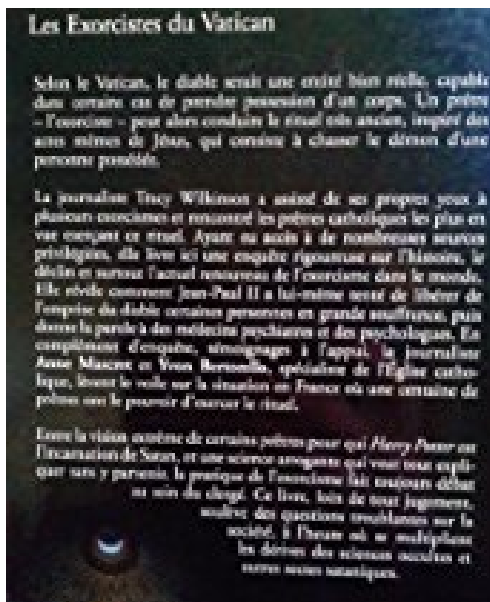 Les Exorcistes du Vatican
Selon le Vatican, le diable serait une entité bien réelle, capable
dans certains cas de prendre possession d'un corps. Un prêtre
– l'exorciste – peut alors conduire le rituel très ancien, inspiré des
actes mêmes de Jésus, qui consiste à chasser le démon d'une
personne possédée.
La journaliste Tracy Wilkinson a assisté de ses propres yeux à
plusieurs exorcismes et rencontré les prêtres catholiques les plus en
vue exerçant ce rituel. Ayant eu accès à de nombreuses sources
privilégiées, elle livre ici une enquête rigoureuse sur l'histoire, le
déclin et surtout l'actuel renouveau de l'exorcisme dans le monde.
Elle révèle comment Jean-Paul II a lui-même tenté de libérer de
l'emprise du diable certaines personnes en grande souffrance, puis
donne la parole à des médecins psychiatres et des psychologues. En
complément d'enquête, témoignages à l'appui, la journaliste
Anne Mascret et Yvon Bertorello, spécialiste de l'Église catho-
lique, lèvent le voile sur la situation en France où une centaine de
prêtres ont le pouvoir d'exercer le rituel.
Entre la vision extrême de certains prêtres pour qui Harry Potter est
l'incarnation de Satan, et une science arrogante qui veut tout expli-
quer sans y parvenir, la pratique de l'exorcisme fait toujours débat
au sein du clergé. Ce livre, loin de tout jugement,
soulève des questions troublantes sur la
société, à l'heure où se multiplient
les dérives des sciences occultes et
autres sectes sataniques.